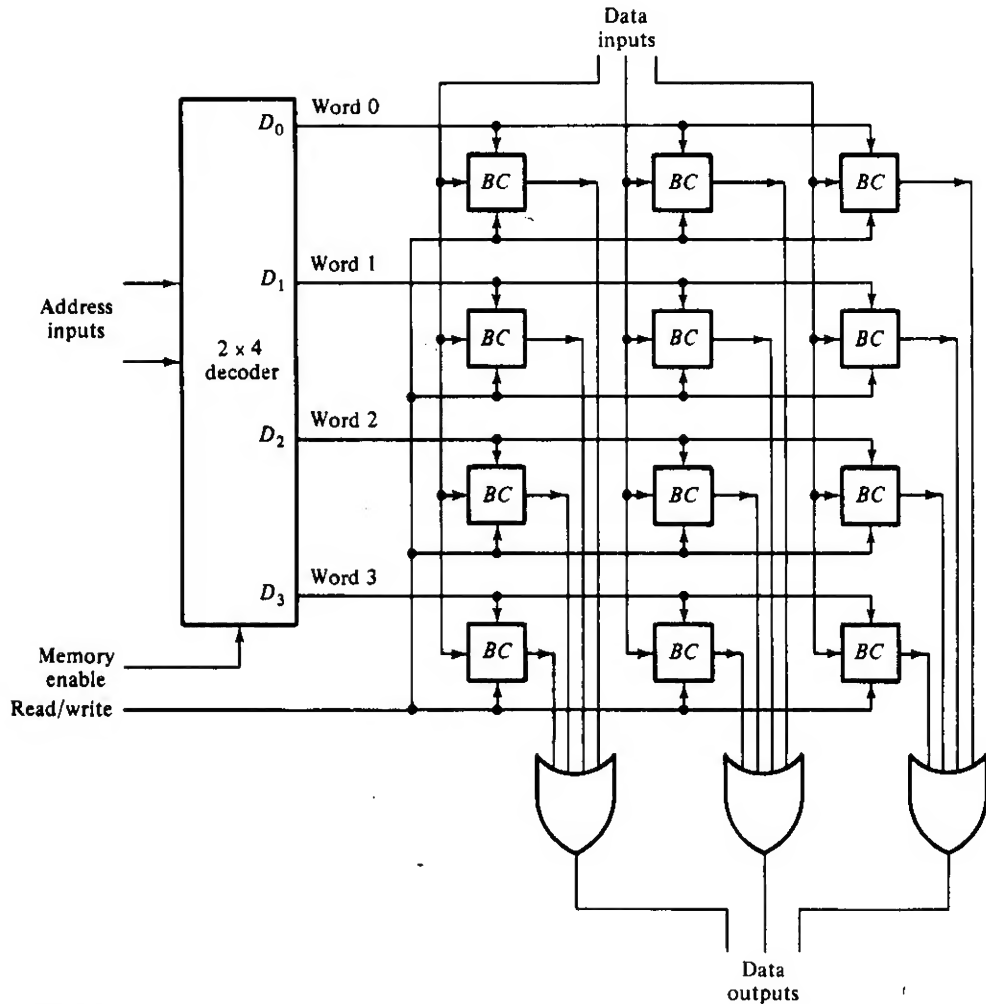 Data
inputs
Word 0
D₀
BC BC BC
Word 1
D₁
Address
inputs
BC BC BC
2 × 4
decoder
Word 2
D₂
BC BC BC
Word 3
D₃
BC BC BC
Memory
enable
Read/write
Data
outputs